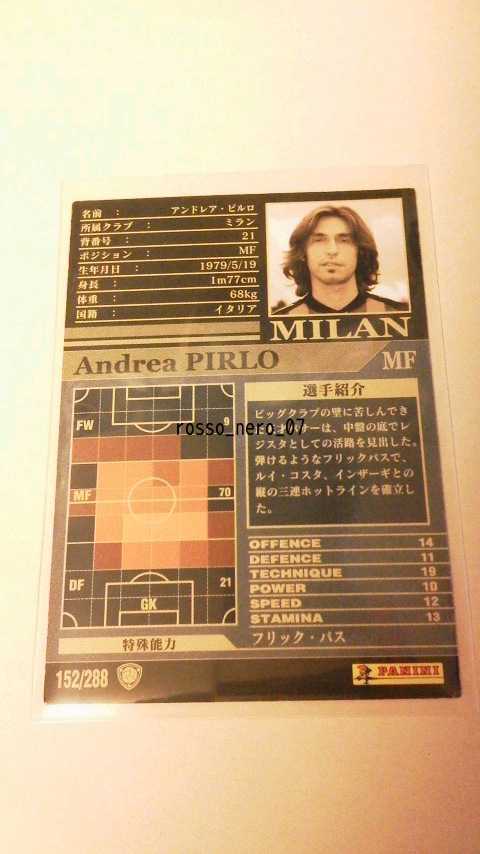 名前 : アンドレア・ピルロ
所属クラブ : ミラン
背番号 : 21
ポジション : MF
生年月日 : 1979/5/19
身長 : 1m77cm
体重 : 68kg
国籍 : イタリア
MILAN
Andrea PIRLO MF
FW 9
MF 70
DF 21
GK
選手紹介
ビッグクラブの壁に苦しんでき
ナーは、中盤の底でレ
ジスタとしての活路を見出した。
弾けるようなフリックパスで、
ルイ・コスタ、インザーギとの
縦の三連ホットラインを確立し
た。
rosso_nero_07
OFFENCE 14
DEFENCE 11
TECHNIQUE 19
POWER 10
SPEED 12
STAMINA 13
特殊能力 フリック・パス
152/288
PANINI